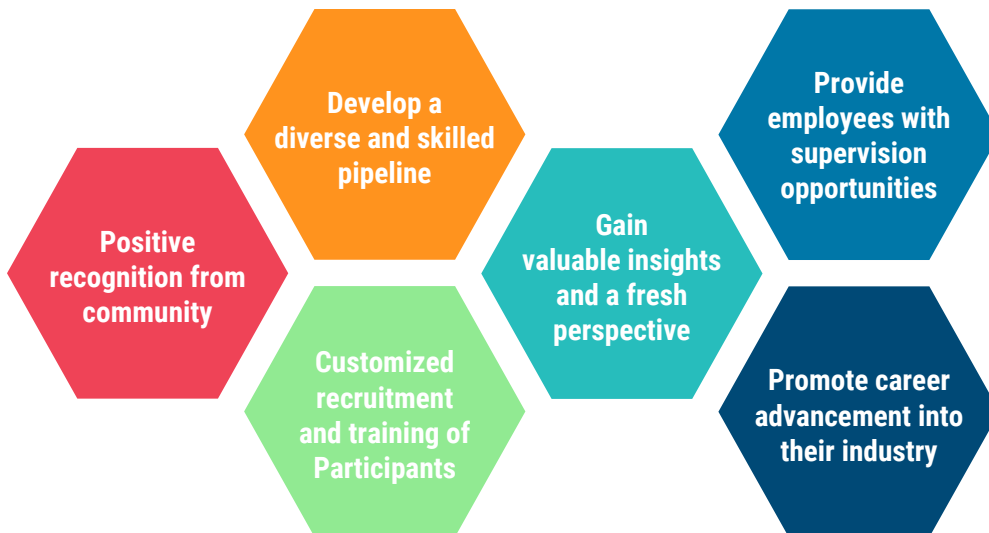 Positive
recognition from
community
Develop a
diverse and skilled
pipeline
Customized
recruitment
and training of
Participants
Gain
valuable insights
and a fresh
perspective
Provide
employees with
supervision
opportunities
Promote career
advancement into
their industry